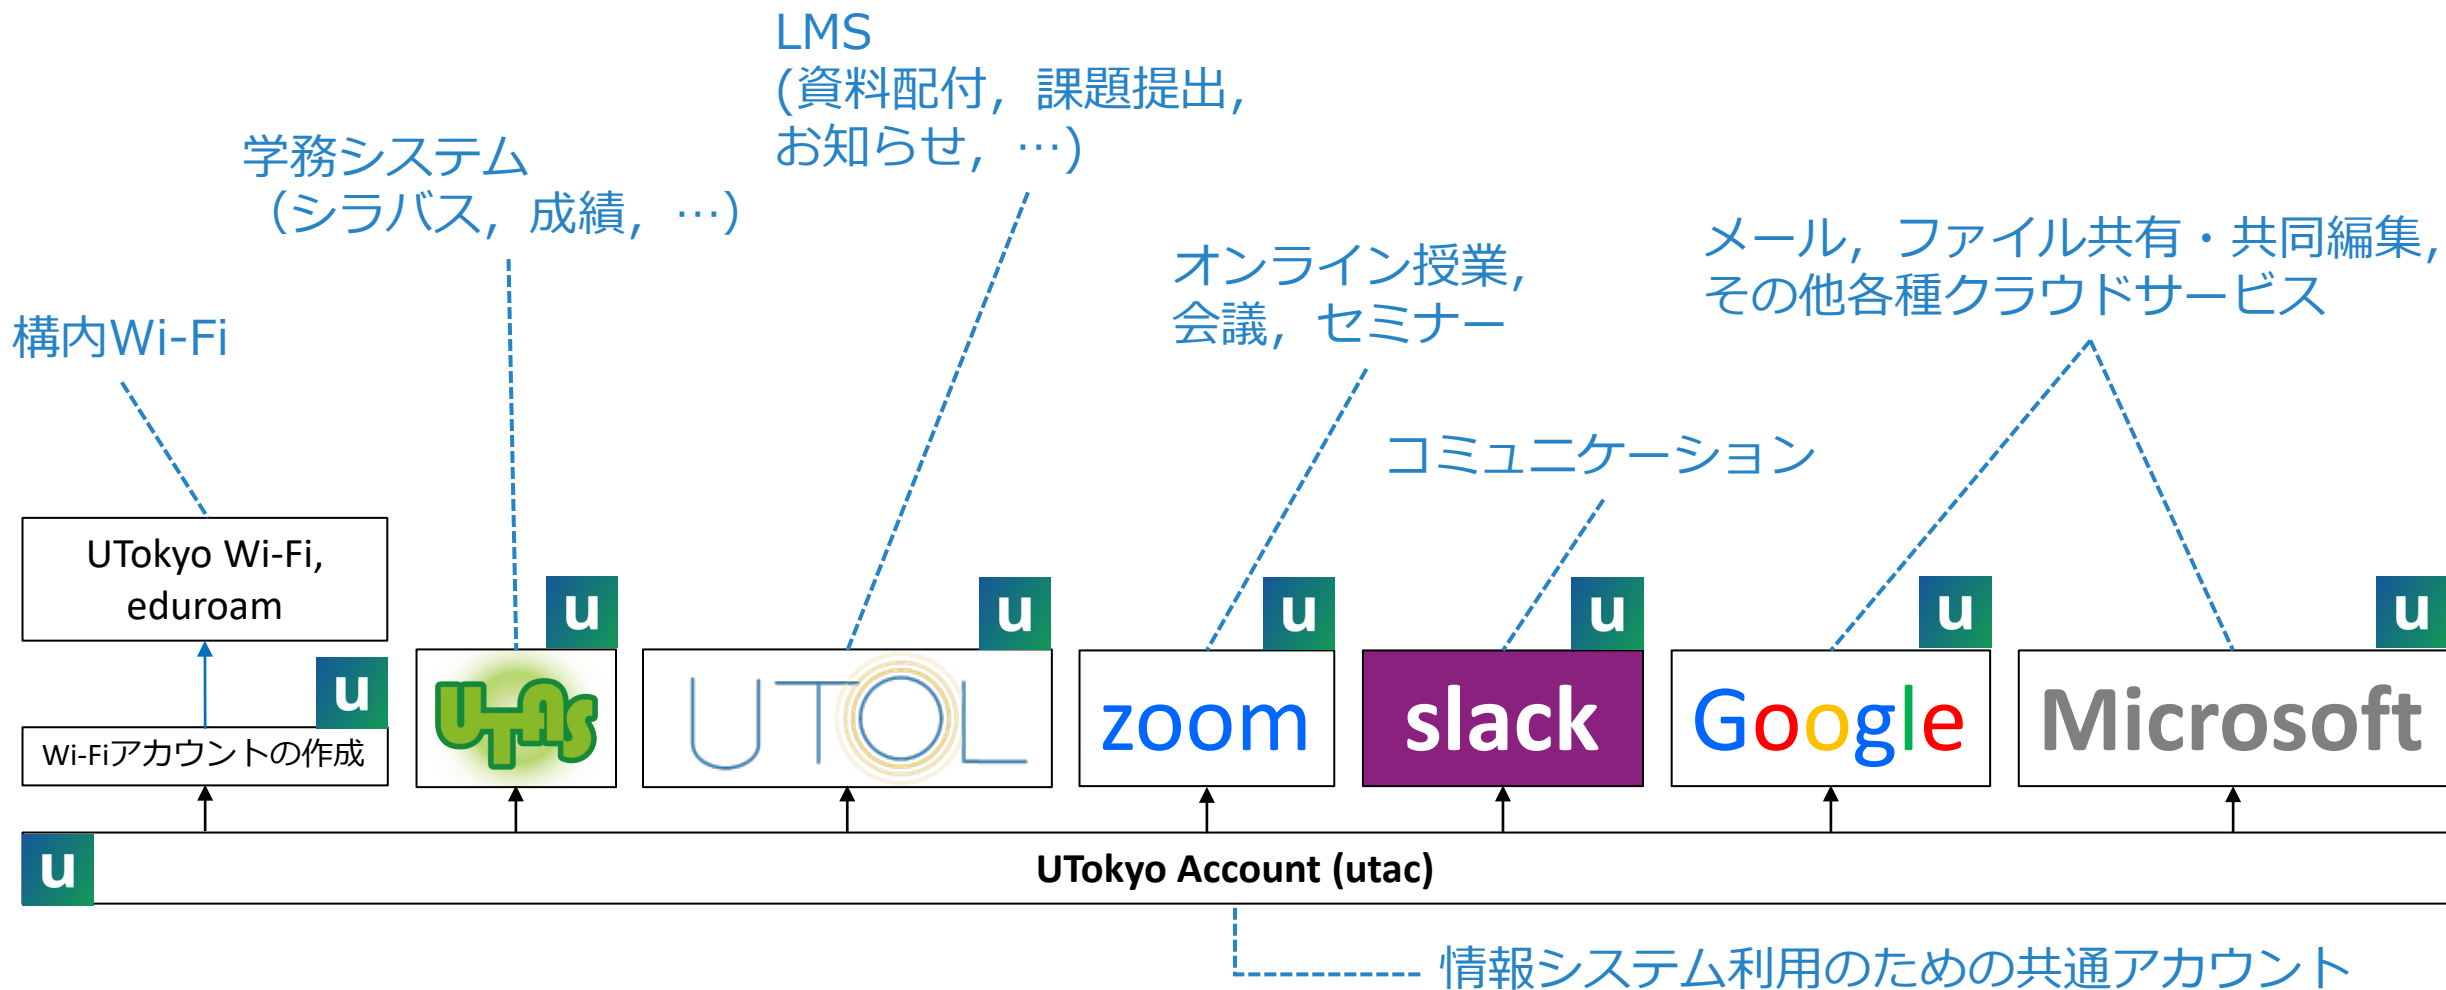 LMS
(資料配付，課題提出，
お知らせ，…)
学務システム
（シラバス，成績，…）
オンライン授業，
会議，セミナー
メール，ファイル共有・共同編集，
その他各種クラウドサービス
構内Wi-Fi
コミュニケーション
UTokyo Wi-Fi,
eduroam
u
u
u
u
u
u
u
Wi-Fiアカウントの作成
UTAS
UTOL
zoom
slack
Google
Microsoft
u
UTokyo Account (utac)
情報システム利用のための共通アカウント